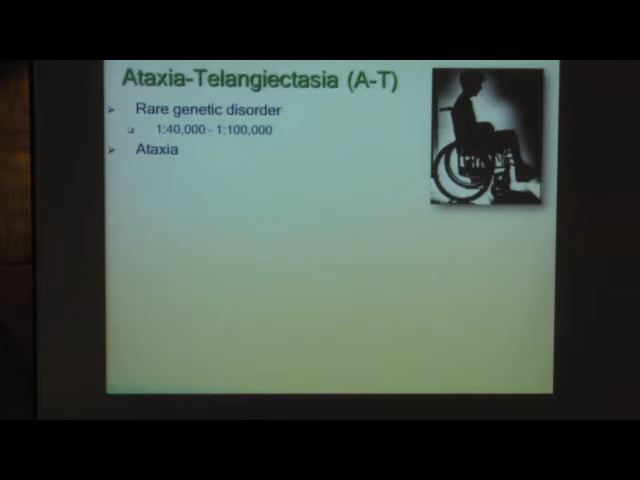 Ataxia-Telangiectasia (A-T)
Rare genetic disorder
1:40,000 - 1:100,000
Ataxia